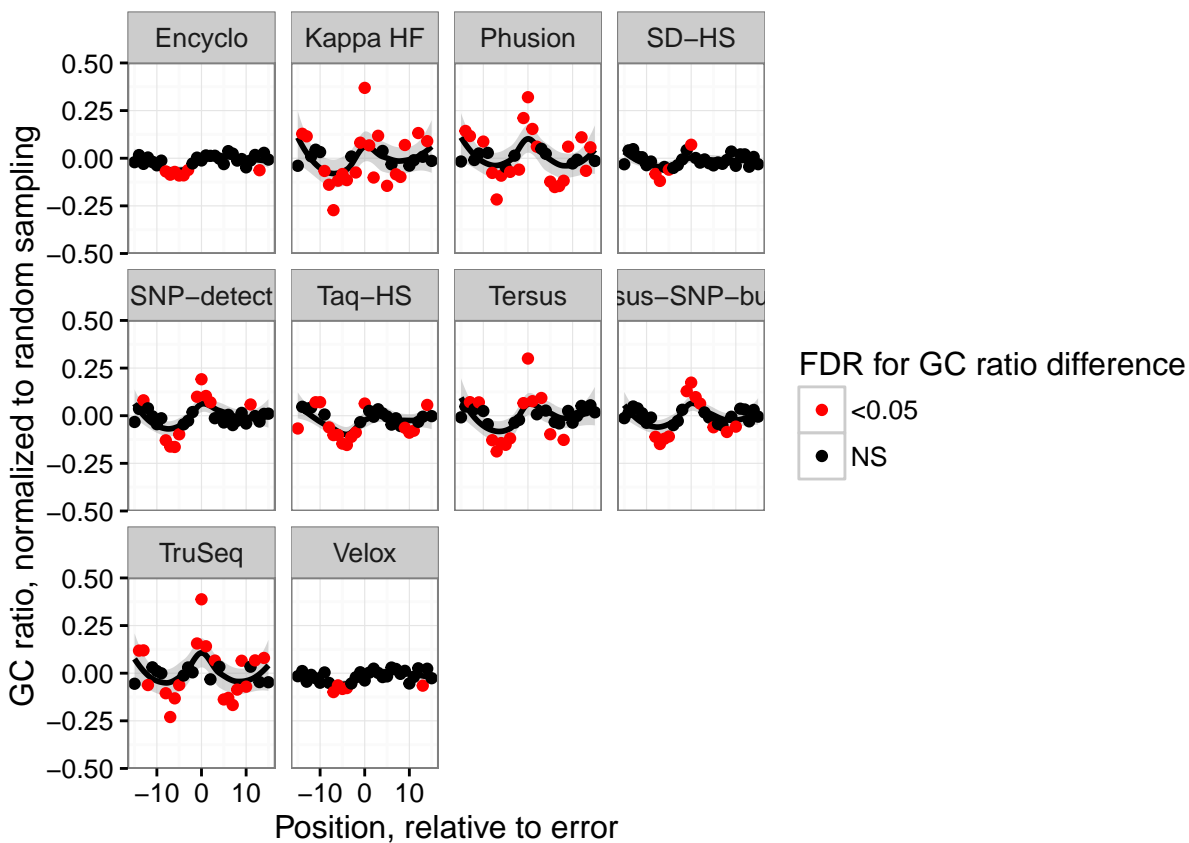 Encyclo Kappa HF Phusion SD−HS
0.50
0.25
0.00
−0.25
−0.50
SNP−detect Taq−HS Tersus sus−SNP−bu
0.50
0.25
0.00
−0.25
−0.50
TruSeq Velox
0.50
0.25
0.00
−0.25
−0.50
−10 0 10 −10 0 10
Position, relative to error
GC ratio, normalized to random sampling
FDR for GC ratio difference
<0.05
NS